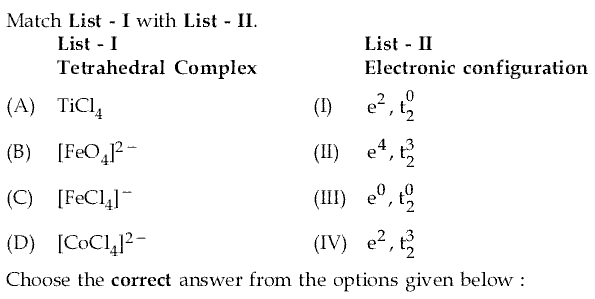 Match List - I with List - II.
List - I List - II
Tetrahedral Complex Electronic configuration
(A) TiCl₄ (I) e², t₂⁰
(B) [FeO₄]²⁻ (II) e⁴, t₂³
(C) [FeCl₄]⁻ (III) e⁰, t₂⁰
(D) [CoCl₄]²⁻ (IV) e², t₂³
Choose the correct answer from the options given below :